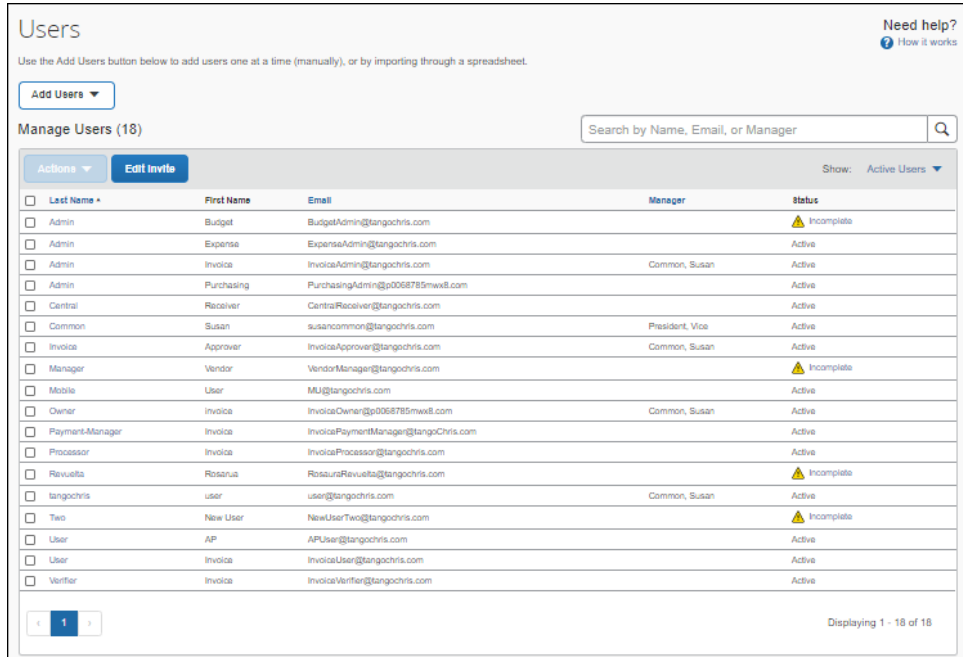 Users
Need help?
How it works
Use the Add Users button below to add users one at a time (manually), or by importing through a spreadsheet.
Add Users
Manage Users (18)
Search by Name, Email, or Manager
Actions Edit Invite Show: Active Users
Last Name First Name Email Manager Status
Admin Budget BudgetAdmin@tangochris.com Incomplete
Admin Expense ExpenseAdmin@tangochris.com Active
Admin Invoice InvoiceAdmin@tangochris.com Common, Susan Active
Admin Purchasing PurchasingAdmin@p0068785mwx8.com Active
Central Receiver CentralReceiver@tangochris.com Active
Common Susan susancommon@tangochris.com President, Vice Active
Invoice Approver InvoiceApprover@tangochris.com Common, Susan Active
Manager Vendor VendorManager@tangochris.com Incomplete
Mobile User MU@tangochris.com Active
Owner invoice InvoiceOwner@p0068785mwx8.com Common, Susan Active
Payment-Manager Invoice InvoicePaymentManager@tangoChris.com Active
Processor Invoice InvoiceProcessor@tangochris.com Active
Revuelta Rosarua RosauraRevuelta@tangochris.com Incomplete
tangochris user user@tangochris.com Common, Susan Active
Two New User NewUserTwo@tangochris.com Incomplete
User AP APUser@tangochris.com Active
User Invoice InvoiceUser@tangochris.com Active
Verifier Invoice InvoiceVerifier@tangochris.com Active
1 Displaying 1 - 18 of 18